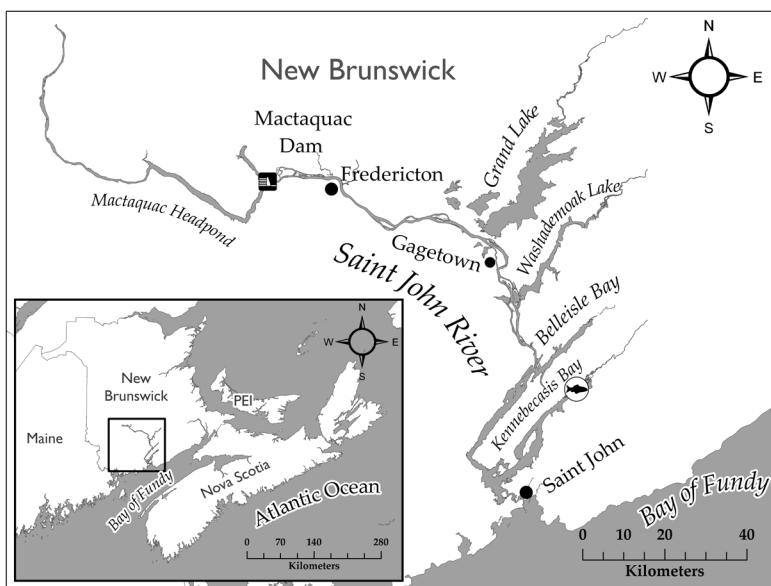 New Brunswick
N
W E
S
Mactaquac
Dam
Fredericton
Grand Lake
Mactaquac Headpond
Washademoak Lake
Gagetown
Saint John River
Belleisle Bay
Kennebecasis Bay
Saint John
Bay of Fundy
0 10 20 40
Kilometers
N
W E
S
New
Brunswick
PEI
Maine
Nova Scotia
Bay of Fundy
Atlantic Ocean
0 70 140 280
Kilometers